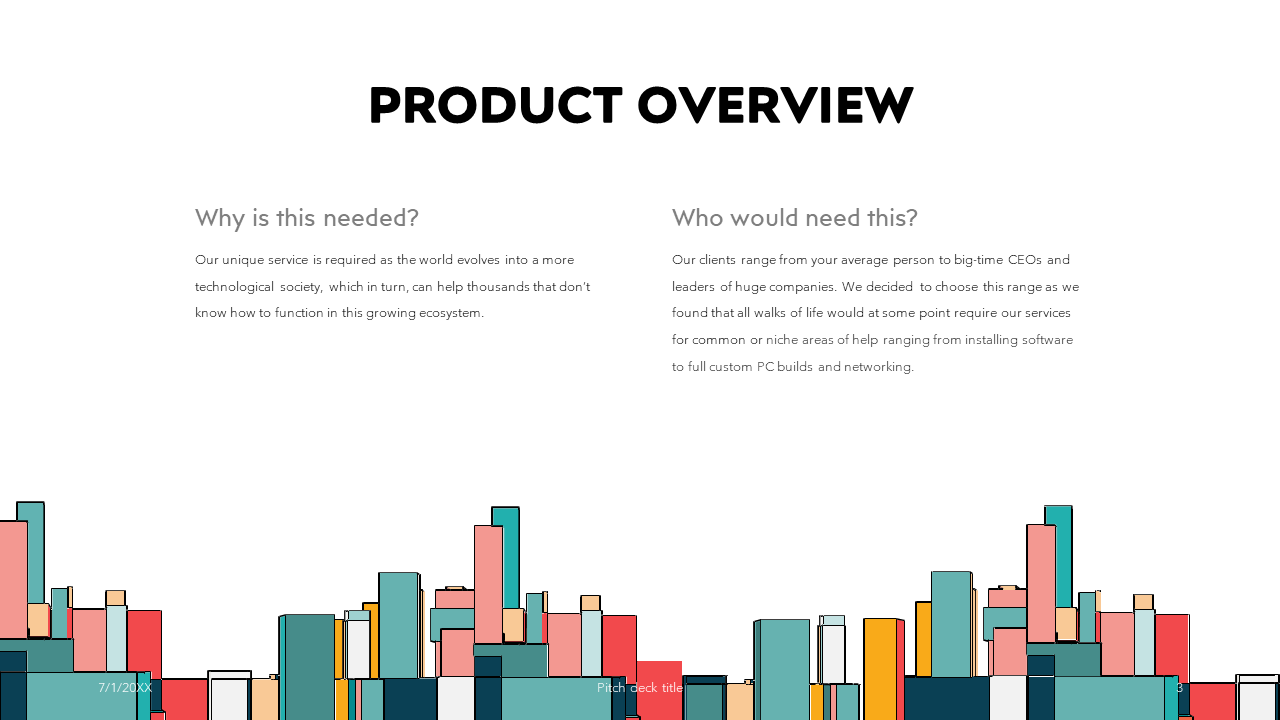 PRODUCT OVERVIEW
Why is this needed?
Our unique service is required as the world evolves into a more
technological society, which in turn, can help thousands that don't
know how to function in this growing ecosystem.
Who would need this?
Our clients range from your average person to big-time CEOs and
leaders of huge companies. We decided to choose this range as we
found that all walks of life would at some point require our services
for common or niche areas of help ranging from installing software
to full custom PC builds and networking.
7/1/20XX
Pitch deck title
3